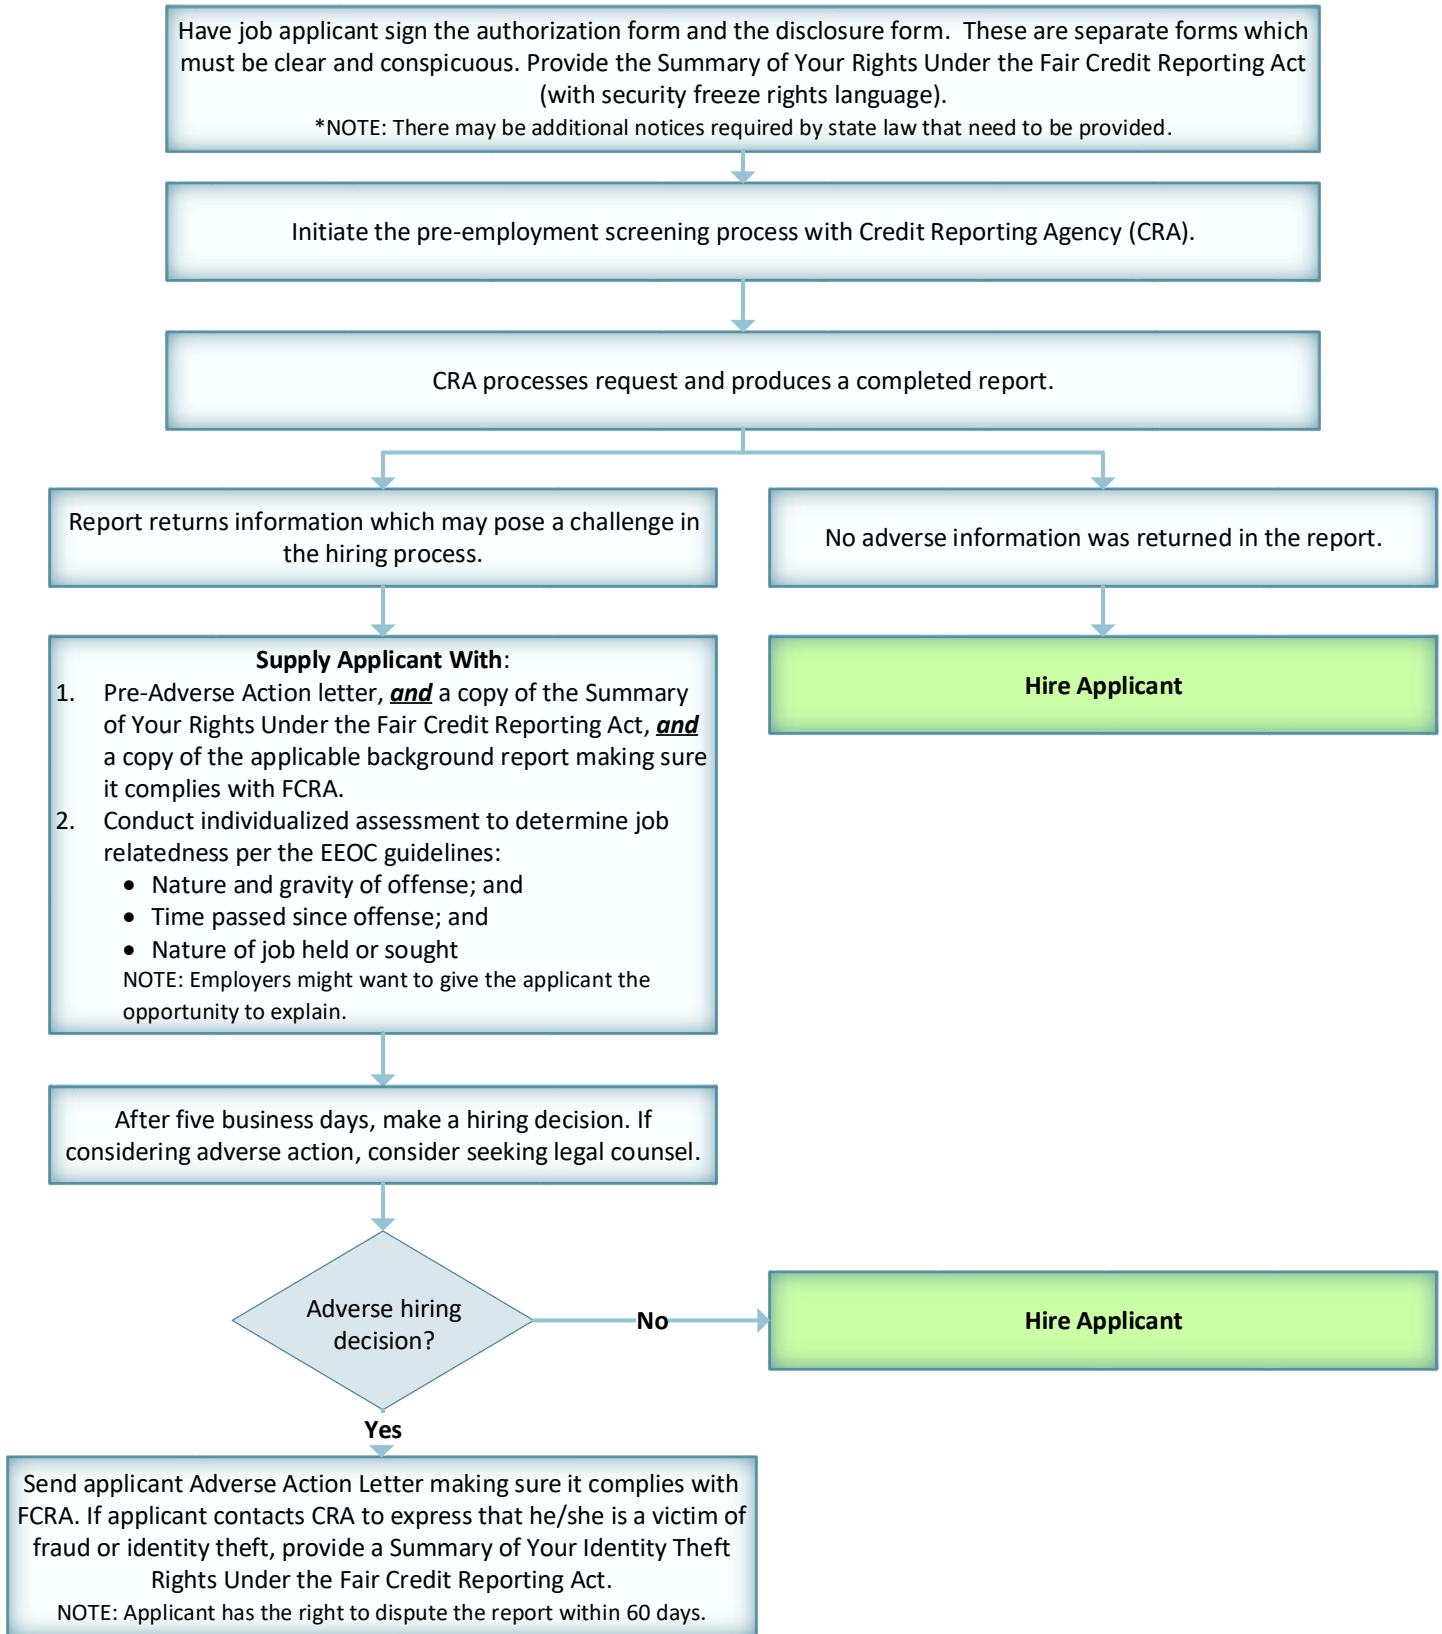 Have job applicant sign the authorization form and the disclosure form.  These are separate forms which
must be clear and conspicuous. Provide the Summary of Your Rights Under the Fair Credit Reporting Act
(with security freeze rights language).
*NOTE: There may be additional notices required by state law that need to be provided.
Initiate the pre-employment screening process with Credit Reporting Agency (CRA).
CRA processes request and produces a completed report.
Report returns information which may pose a challenge in
the hiring process.
No adverse information was returned in the report.
Supply Applicant With:
1. Pre-Adverse Action letter, and a copy of the Summary
of Your Rights Under the Fair Credit Reporting Act, and
a copy of the applicable background report making sure
it complies with FCRA.
2. Conduct individualized assessment to determine job
relatedness per the EEOC guidelines:
• Nature and gravity of offense; and
• Time passed since offense; and
• Nature of job held or sought
NOTE: Employers might want to give the applicant the
opportunity to explain.
Hire Applicant
After five business days, make a hiring decision. If
considering adverse action, consider seeking legal counsel.
Adverse hiring
decision?
No
Hire Applicant
Yes
Send applicant Adverse Action Letter making sure it complies with
FCRA. If applicant contacts CRA to express that he/she is a victim of
fraud or identity theft, provide a Summary of Your Identity Theft
Rights Under the Fair Credit Reporting Act.
NOTE: Applicant has the right to dispute the report within 60 days.